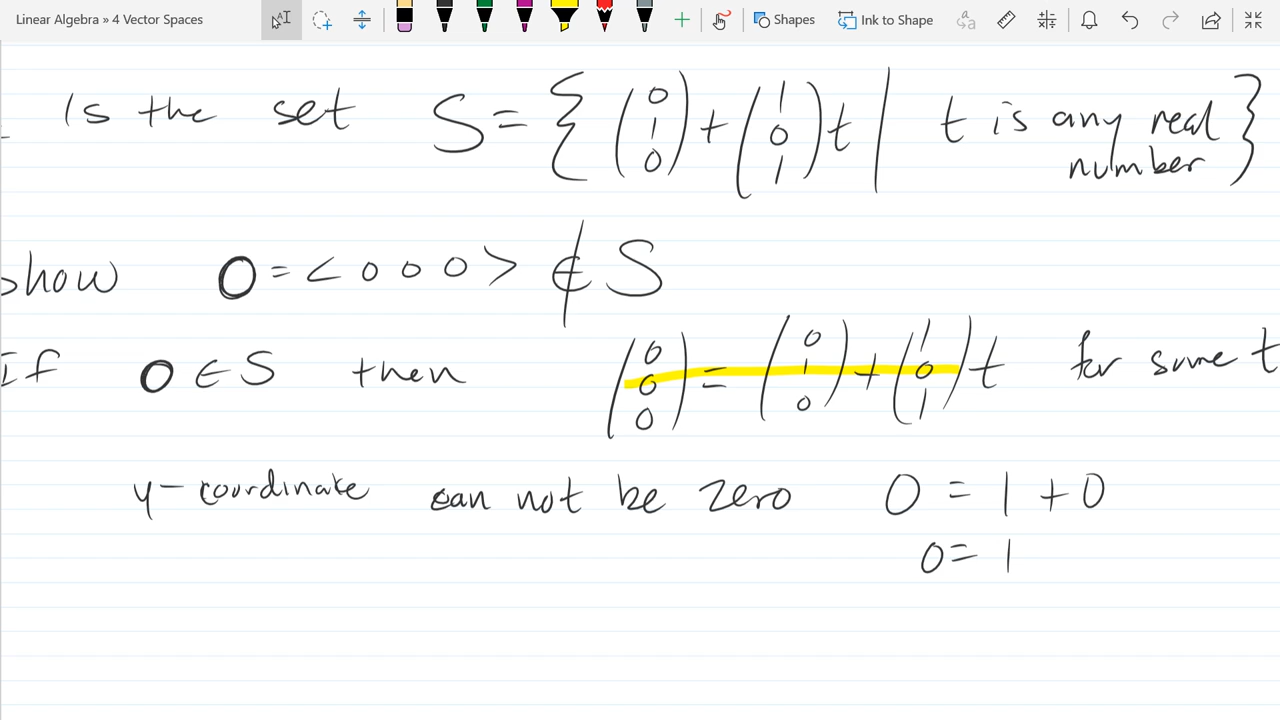 Linear Algebra » 4 Vector Spaces
Shapes
Ink to Shape
Is the set S = { (0 1 0) + (1 0 1) t | t is any real number }
show 0 = < 0 0 0 > ∉ S
If 0 ∈ S then (0 0 0) = (0 1 0) + (1 0 1) t for some t
y-coordinate can not be zero 0 = 1 + 0
0 = 1